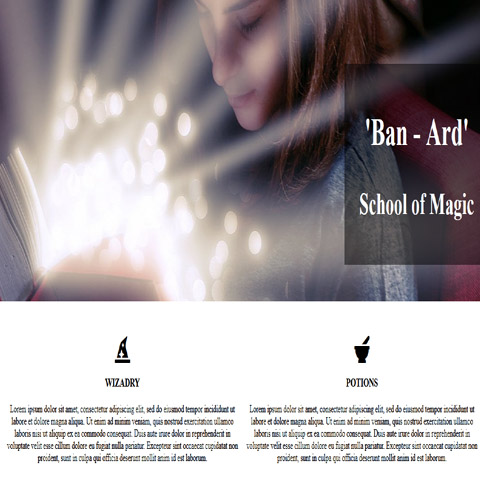 'Ban - Ard'
School of Magic
WIZADRY
Lorem ipsum dolor sit amet, consectetur adipiscing elit, sed do eiusmod tempor incididunt ut
labore et dolore magna aliqua. Ut enim ad minim veniam, quis nostrud exercitation ullamco
laboris nisi ut aliquip ex ea commodo consequat. Duis aute irure dolor in reprehenderit in
voluptate velit esse cillum dolore eu fugiat nulla pariatur. Excepteur sint occaecat cupidatat non
proident, sunt in culpa qui officia deserunt mollit anim id est laborum.
POTIONS
Lorem ipsum dolor sit amet, consectetur adipiscing elit, sed do eiusmod tempor incididunt ut
labore et dolore magna aliqua. Ut enim ad minim veniam, quis nostrud exercitation ullamco
laboris nisi ut aliquip ex ea commodo consequat. Duis aute irure dolor in reprehenderit in
voluptate velit esse cillum dolore eu fugiat nulla pariatur. Excepteur sint occaecat cupidatat non
proident, sunt in culpa qui officia deserunt mollit anim id est laborum.